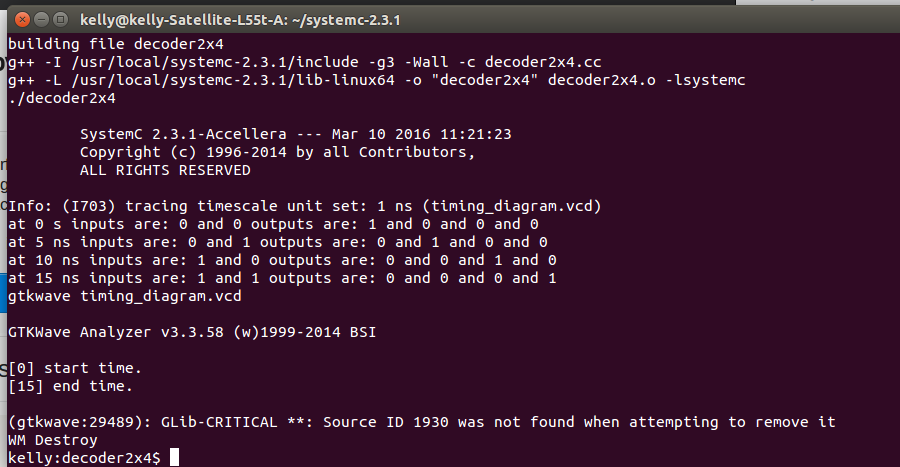 kelly@kelly-Satellite-L55t-A: ~/systemc-2.3.1
building file decoder2x4
g++ -I /usr/local/systemc-2.3.1/include -g3 -Wall -c decoder2x4.cc
g++ -L /usr/local/systemc-2.3.1/lib-linux64 -o "decoder2x4" decoder2x4.o -lsystemc
./decoder2x4
SystemC 2.3.1-Accellera --- Mar 10 2016 11:21:23
Copyright (c) 1996-2014 by all Contributors,
ALL RIGHTS RESERVED
Info: (I703) tracing timescale unit set: 1 ns (timing_diagram.vcd)
at 0 s inputs are: 0 and 0 outputs are: 1 and 0 and 0 and 0
at 5 ns inputs are: 0 and 1 outputs are: 0 and 1 and 0 and 0
at 10 ns inputs are: 1 and 0 outputs are: 0 and 0 and 1 and 0
at 15 ns inputs are: 1 and 1 outputs are: 0 and 0 and 0 and 1
gtkwave timing_diagram.vcd
GTKWave Analyzer v3.3.58 (w)1999-2014 BSI
[0] start time.
[15] end time.
(gtkwave:29489): GLib-CRITICAL **: Source ID 1930 was not found when attempting to remove it
WM Destroy
kelly:decoder2x4$